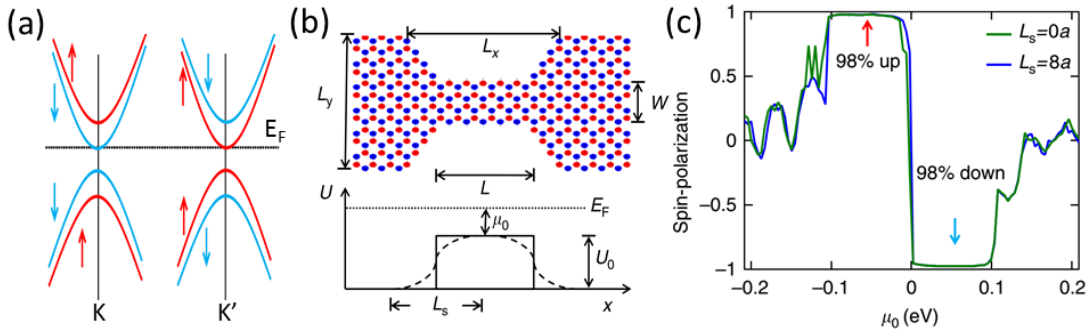 (a)
E_F
K
K'
(b)
L_x
L_y
W
L
U
E_F
μ_0
U_0
L_s
x
(c)
1
0.5
0
−0.5
−1
Spin-polarization
L_s=0a
L_s=8a
98% up
98% down
−0.2
−0.1
0
0.1
0.2
μ_0 (eV)